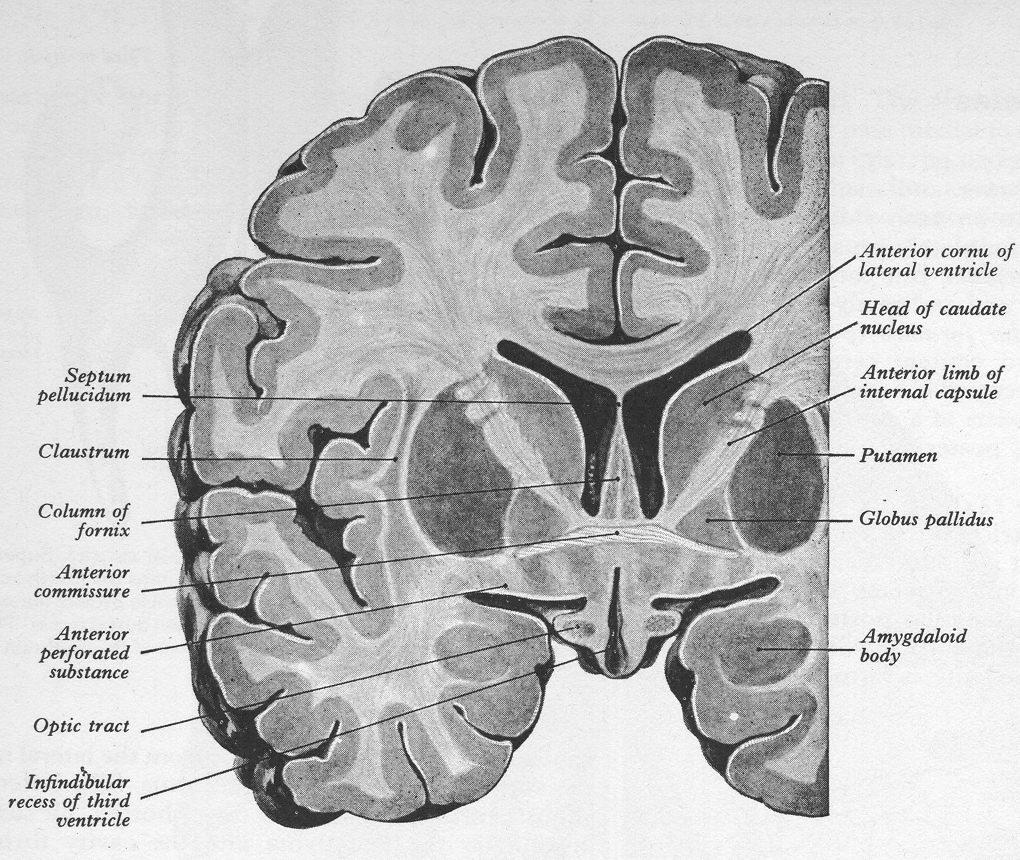 Septum
pellucidum
Claustrum
Column of
fornix
Anterior
commissure
Anterior
perforated
substance
Optic tract
Infindibular
recess of third
ventricle
Anterior cornu of
lateral ventricle
Head of caudate
nucleus
Anterior limb of
internal capsule
Putamen
Globus pallidus
Amygdaloid
body